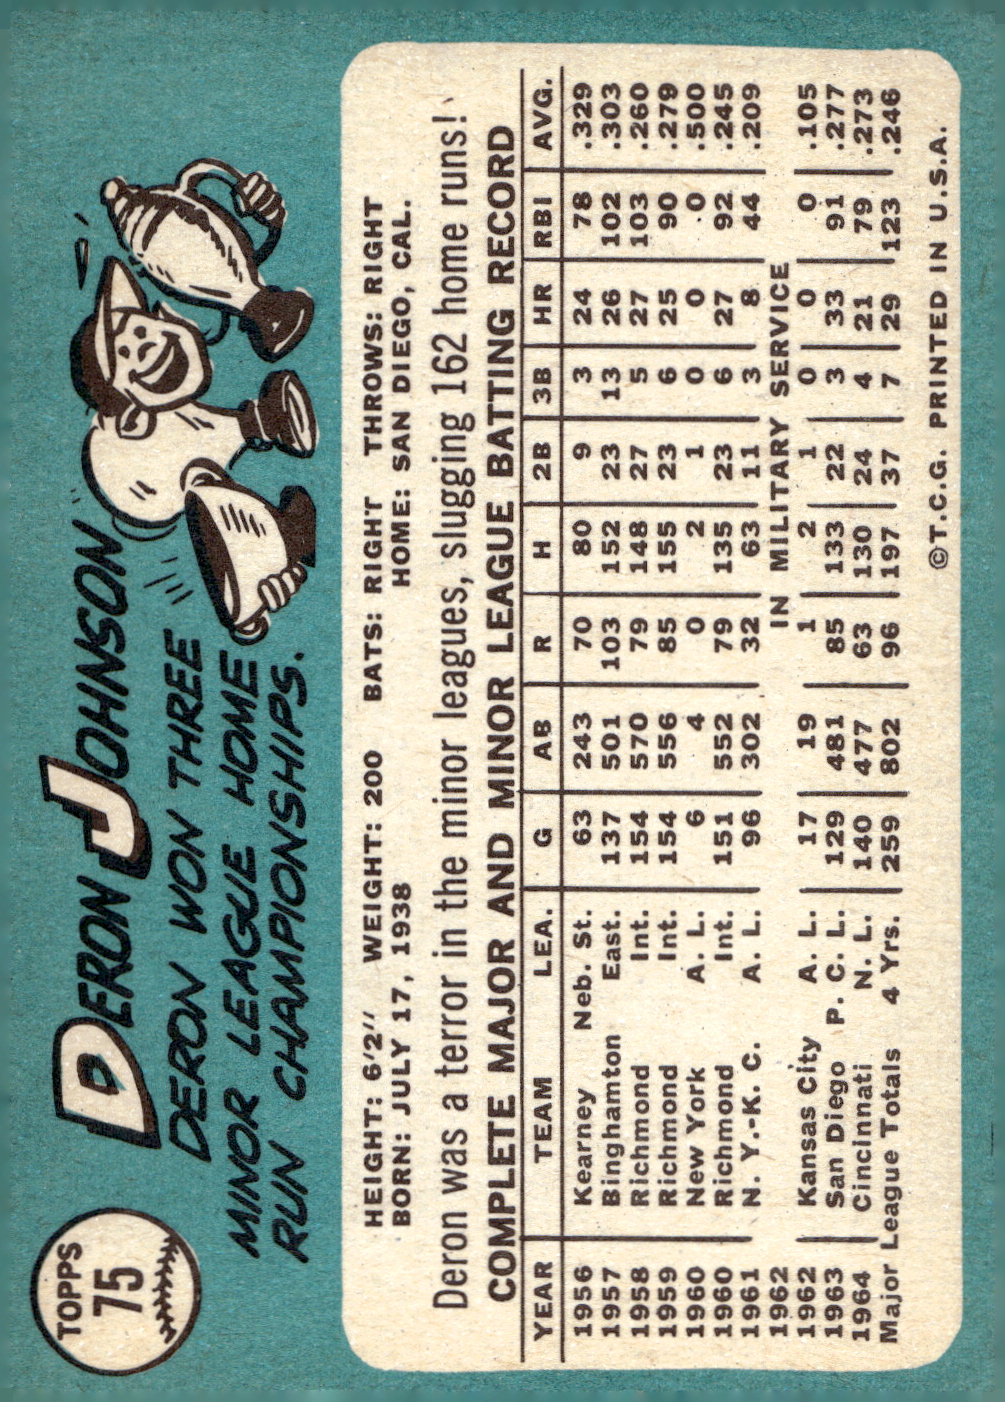 TOPPS
75
DERON JOHNSON
DERON WON THREE
MINOR LEAGUE HOME
RUN CHAMPIONSHIPS.
HEIGHT: 6'2" WEIGHT: 200 BATS: RIGHT THROWS: RIGHT
BORN: JULY 17, 1938 HOME: SAN DIEGO, CAL.
Deron was a terror in the minor leagues, slugging 162 home runs!
COMPLETE MAJOR AND MINOR LEAGUE BATTING RECORD
YEAR TEAM LEA. G AB R H 2B 3B HR RBI AVG.
1956 Kearney Neb. St. 63 243 70 80 9 3 24 78 .329
1957 Binghamton East. 137 501 103 152 23 13 26 102 .303
1958 Richmond Int. 154 570 79 148 27 5 27 103 .260
1959 Richmond Int. 154 556 85 155 23 6 25 90 .279
1960 New York A. L. 6 4 0 2 1 0 0 0 .500
1960 Richmond Int. 151 552 79 135 23 6 27 92 .245
1961 N. Y.-K. C. A. L. 96 302 32 63 11 3 8 44 .209
1962 IN MILITARY SERVICE
1962 Kansas City A. L. 17 19 1 2 1 0 0 0 .105
1963 San Diego P. C. L. 129 481 85 133 22 3 33 91 .277
1964 Cincinnati N. L. 140 477 63 130 24 4 21 79 .273
Major League Totals 4 Yrs. 259 802 96 197 37 7 29 123 .246
©T.C.G. PRINTED IN U.S.A.